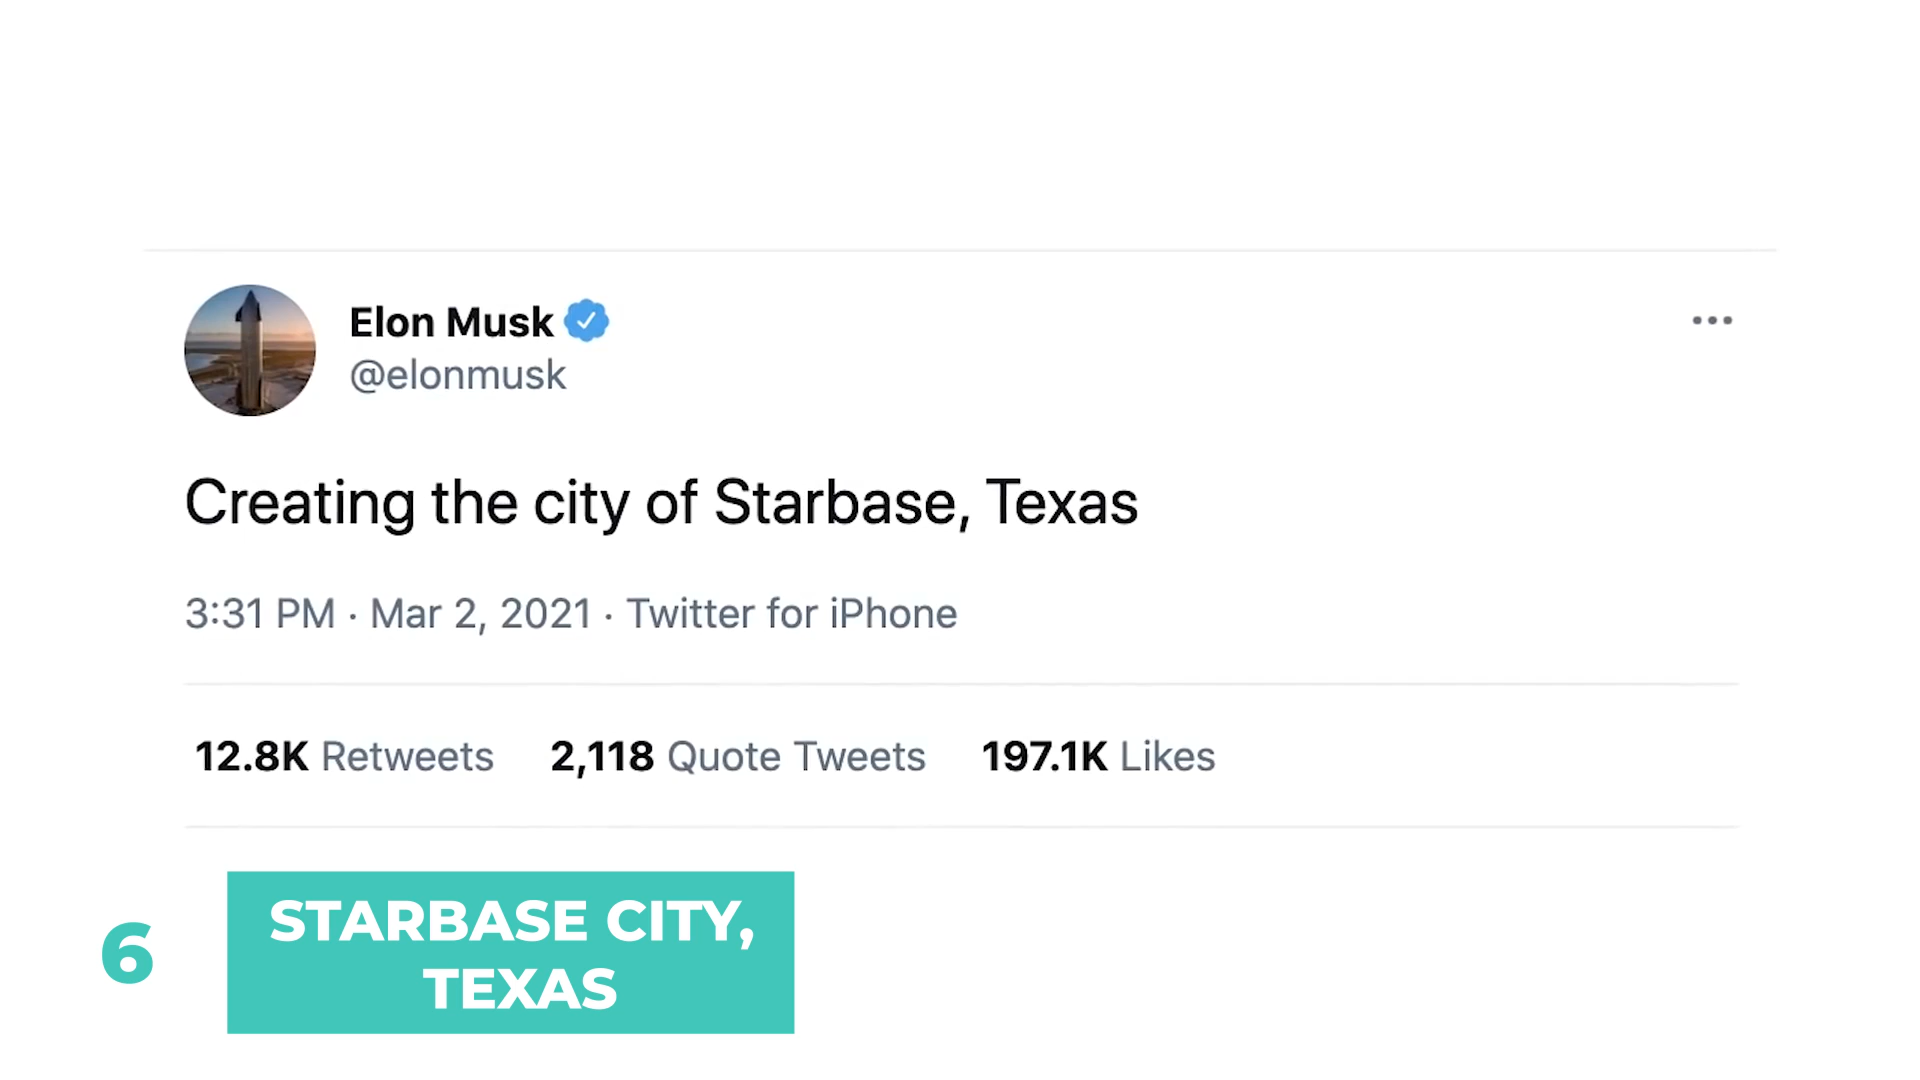 Elon Musk
@elonmusk
Creating the city of Starbase, Texas
3:31 PM · Mar 2, 2021 · Twitter for iPhone
12.8K Retweets 2,118 Quote Tweets 197.1K Likes
6
STARBASE CITY,
TEXAS